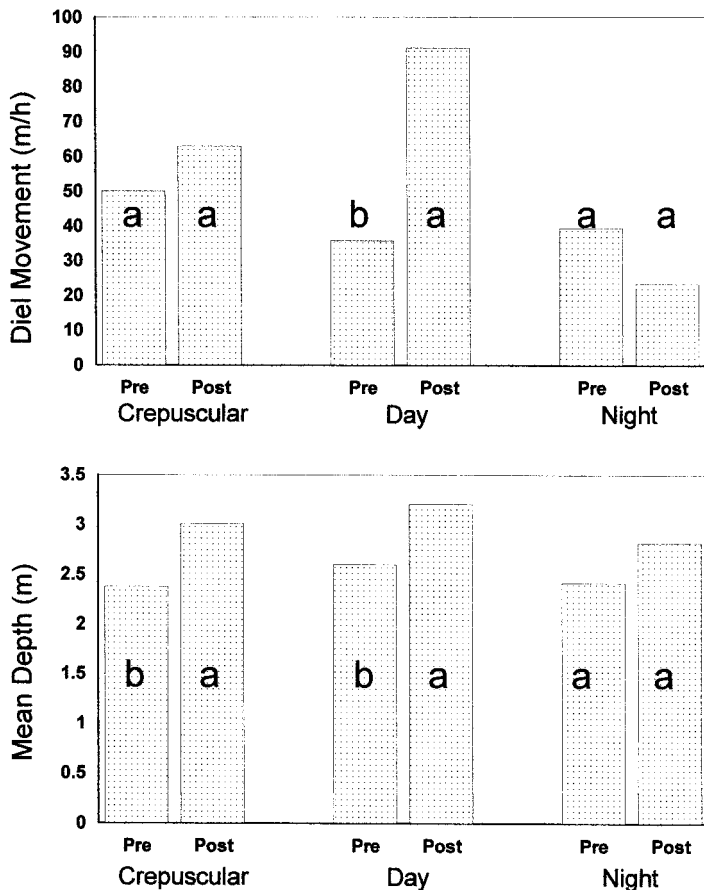 Diel Movement (m/h)
100
90
80
70
60
50
40
30
20
10
0
a a b a a a
Pre Post Pre Post Pre Post
Crepuscular Day Night
Mean Depth (m)
3.5
3
2.5
2
1.5
1
0.5
0
b a b a a a
Pre Post Pre Post Pre Post
Crepuscular Day Night